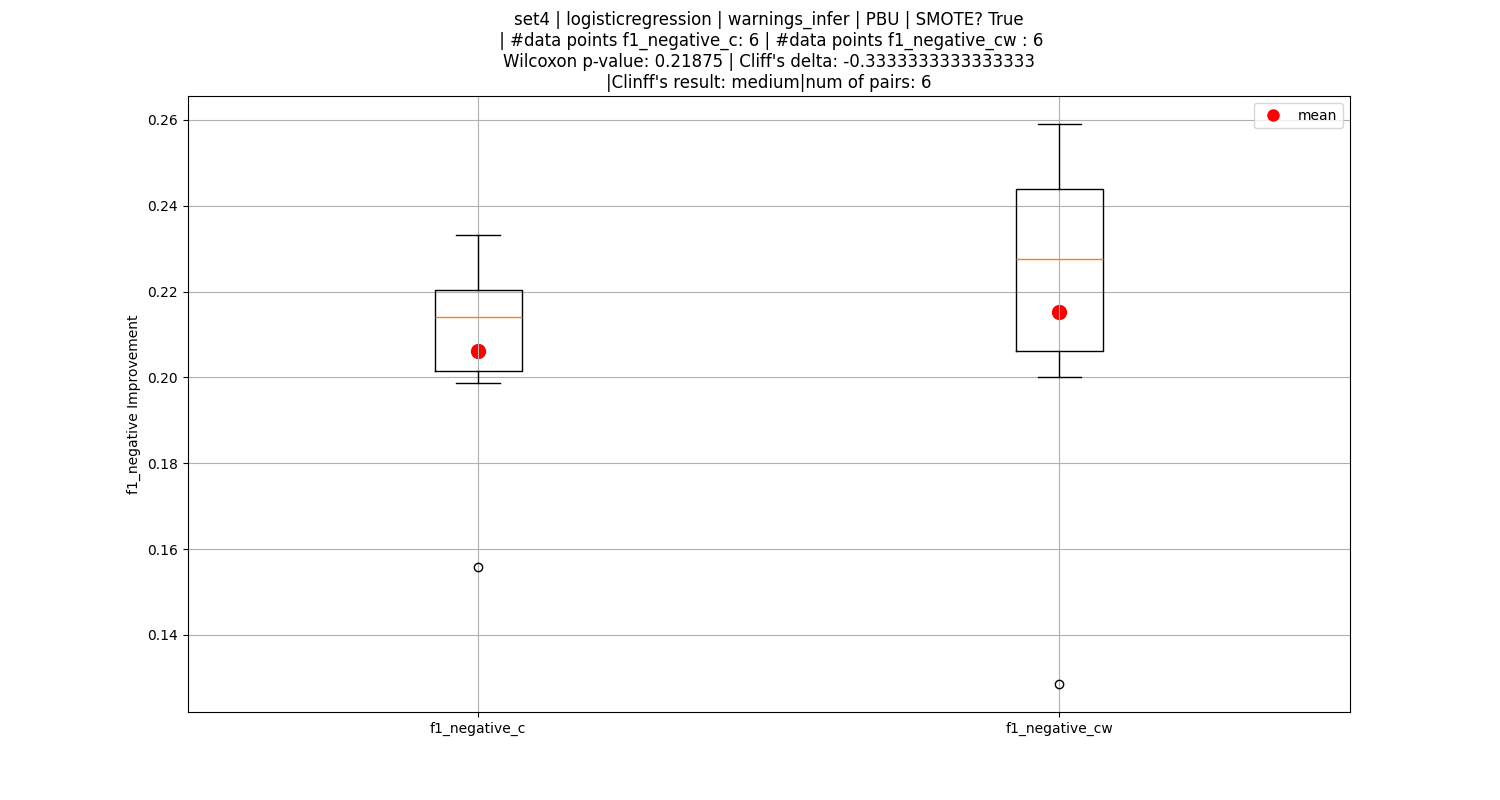 set4 | logisticregression | warnings_infer | PBU | SMOTE? True
| #data points f1_negative_c: 6 | #data points f1_negative_cw : 6
Wilcoxon p-value: 0.21875 | Cliff's delta: -0.3333333333333333
|Clinff's result: medium|num of pairs: 6
mean
0.26
0.24
0.22
0.20
0.18
0.16
0.14
f1_negative Improvement
f1_negative_c
f1_negative_cw